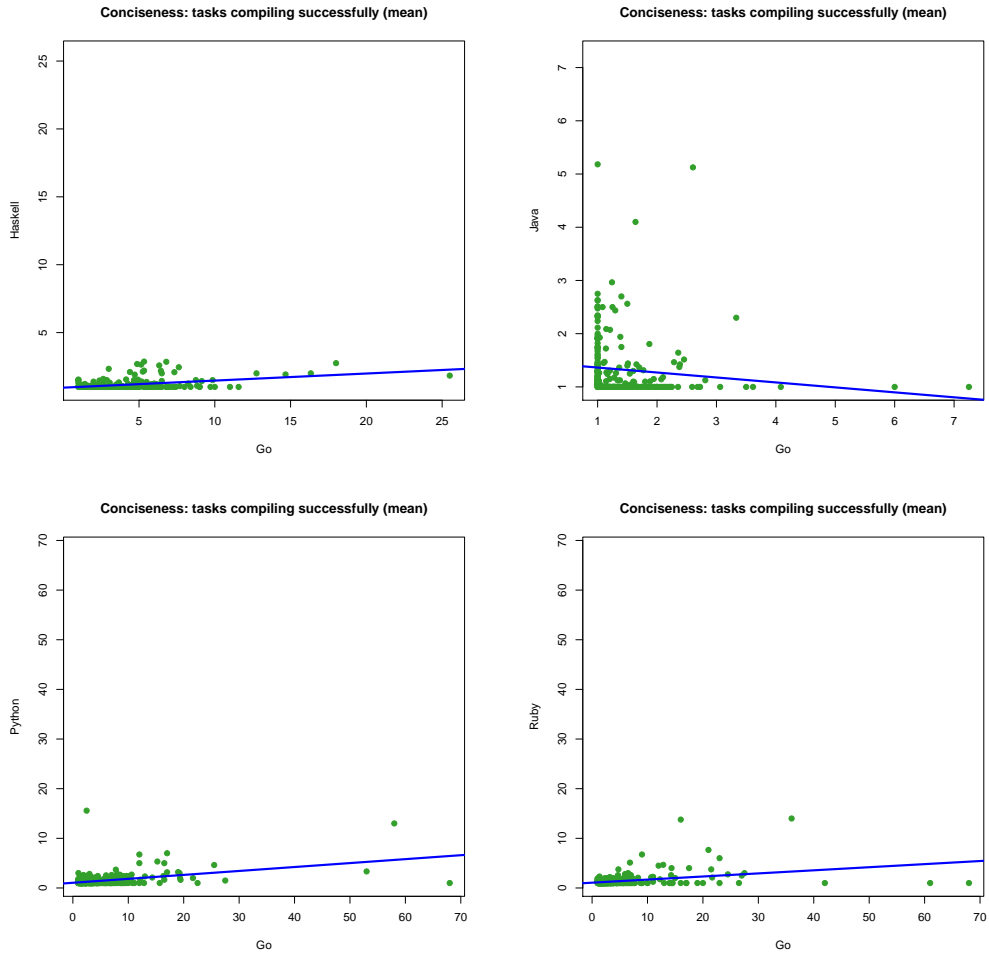 Conciseness: tasks compiling successfully (mean)
25
20
15
10
5
Haskell
5 10 15 20 25
Go
Conciseness: tasks compiling successfully (mean)
7
6
5
4
3
2
1
Java
1 2 3 4 5 6 7
Go
Conciseness: tasks compiling successfully (mean)
70
60
50
40
30
20
10
0
Python
0 10 20 30 40 50 60 70
Go
Conciseness: tasks compiling successfully (mean)
70
60
50
40
30
20
10
0
Ruby
0 10 20 30 40 50 60 70
Go